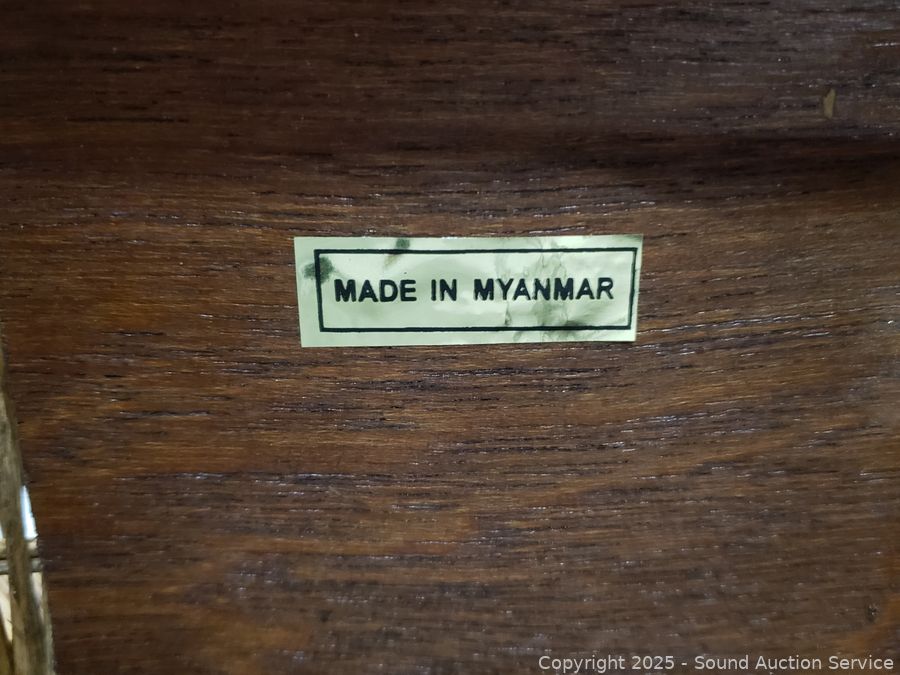 MADE IN MYANMAR
Copyright 2025 - Sound Auction Service